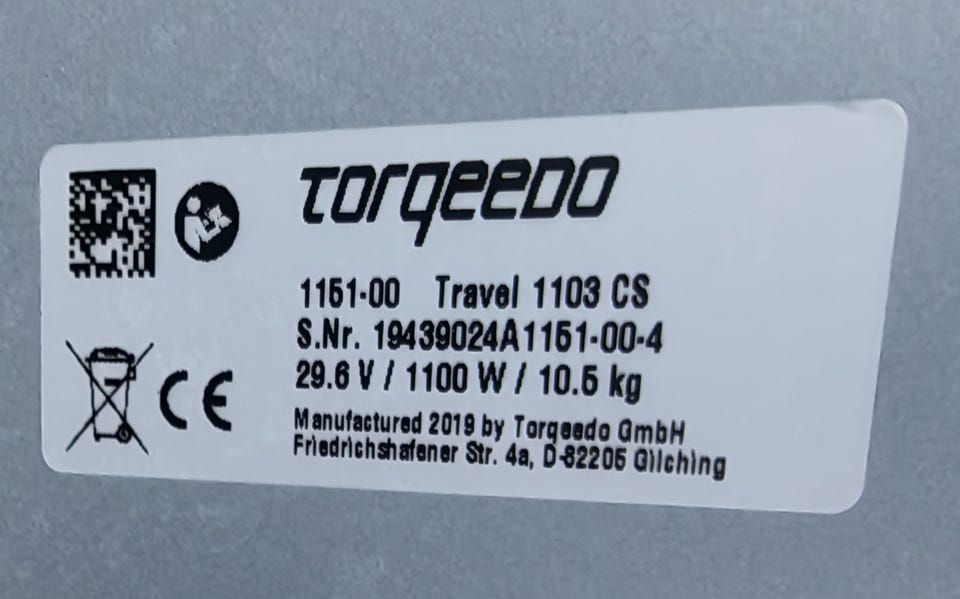 TORQEEDO
1151-00 Travel 1103 CS
S.Nr. 19439024A1151-00-4
29.6 V / 1100 W / 10.5 kg
Manufactured 2019 by Torqeedo GmbH
Friedrichshafener Str. 4a, D-82205 Gilching
CE